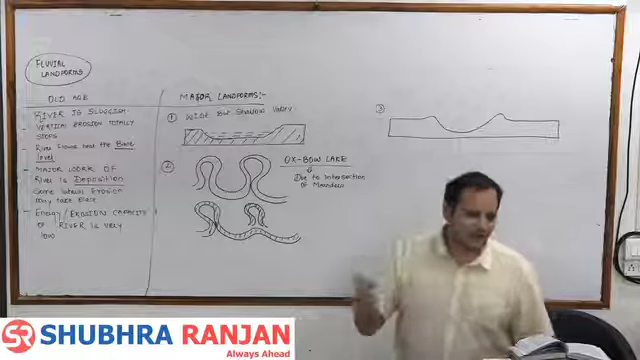 FLUVIAL
LANDFORMS
OLD AGE
RIVER IS SLUGGISH
VERTICAL EROSION TOTALLY
STOPS
River flows near the Base
level
MAJOR WORK OF
River is Deposition
Some lateral Erosion
May take Place
Energy/EROSION CAPACITY
OF RIVER IS very
low
MAJOR LANDFORMS:-
① WIDE BUT SHALLOW Valley
②
OX-BOW LAKE
Due to Intersection
of Meanders
③
SR SHUBHRA RANJAN
Always Ahead